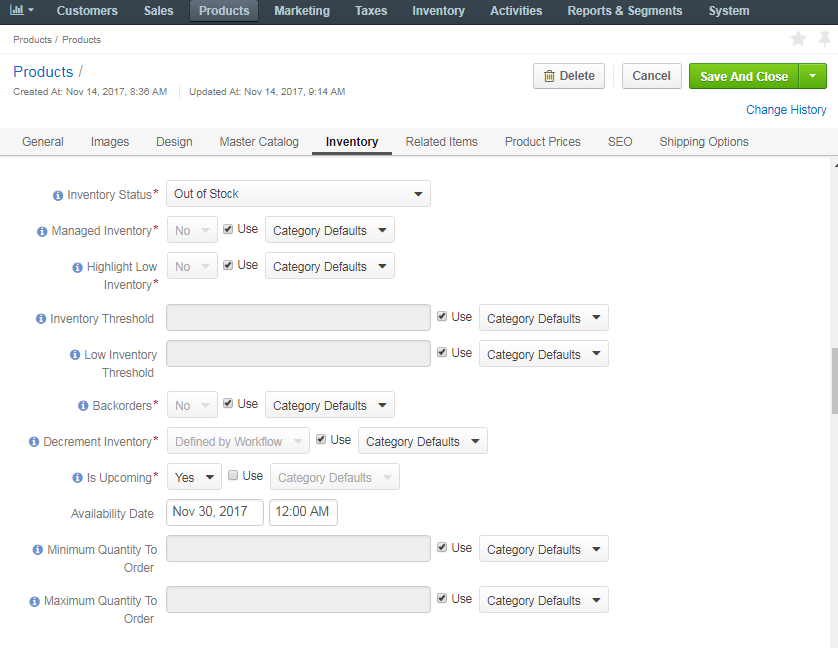 Customers Sales Products Marketing Taxes Inventory Activities Reports & Segments System
Products / Products
Products /
Delete Cancel Save And Close
Created At: Nov 14, 2017, 8:36 AM Updated At: Nov 14, 2017, 9:14 AM
Change History
General Images Design Master Catalog Inventory Related Items Product Prices SEO Shipping Options
Inventory Status* Out of Stock
Managed Inventory* No Use Category Defaults
Highlight Low No Use Category Defaults
Inventory*
Inventory Threshold Use Category Defaults
Low Inventory Use Category Defaults
Threshold
Backorders* No Use Category Defaults
Decrement Inventory* Defined by Workflow Use Category Defaults
Is Upcoming* Yes Use Category Defaults
Availability Date Nov 30, 2017 12:00 AM
Minimum Quantity To Use Category Defaults
Order
Maximum Quantity To Use Category Defaults
Order